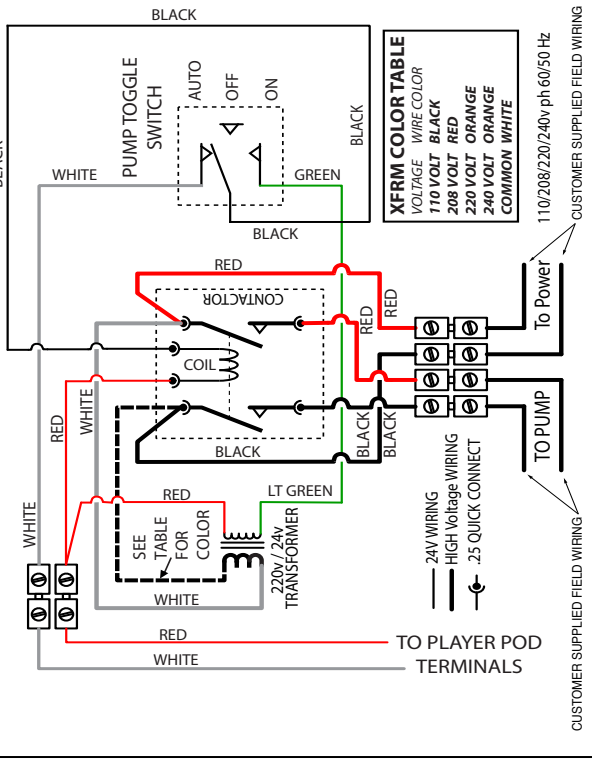 BLACK
BLACK
PUMP TOGGLE
SWITCH
AUTO
OFF
ON
WHITE
GREEN
BLACK
BLACK
XFRM COLOR TABLE
VOLTAGE WIRE COLOR
110 VOLT BLACK
208 VOLT RED
220 VOLT ORANGE
240 VOLT ORANGE
COMMON WHITE
110/208/220/240v ph 60/50 Hz
CUSTOMER SUPPLIED FIELD WIRING
RED
CONTACTOR
COIL
RED
RED
To Power
RED
WHITE
BLACK
BLACK
BLACK
TO PUMP
WHITE
RED
LT GREEN
SEE
TABLE
FOR
COLOR
220v / 24v
TRANSFORMER
WHITE
24V WIRING
HIGH Voltage WIRING
.25 QUICK CONNECT
RED
WHITE
TO PLAYER POD
TERMINALS
CUSTOMER SUPPLIED FIELD WIRING